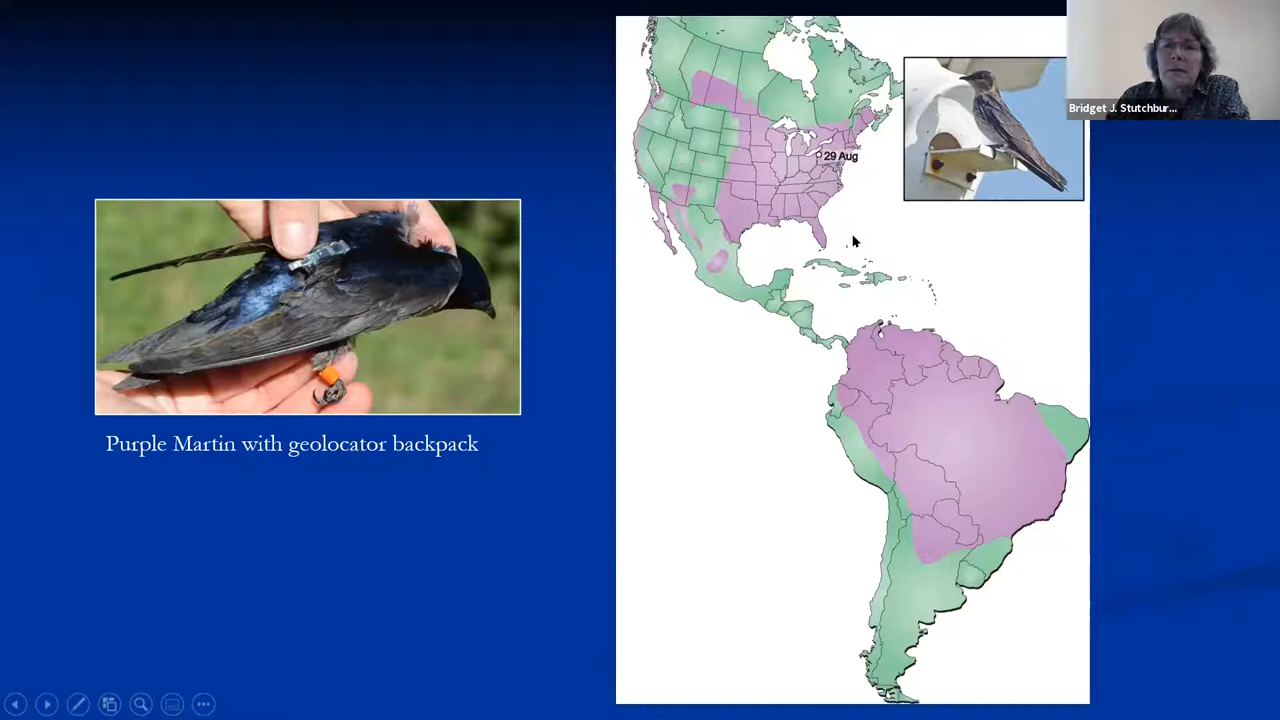 Bridget J. Stutchbur...
29 Aug
Purple Martin with geolocator backpack